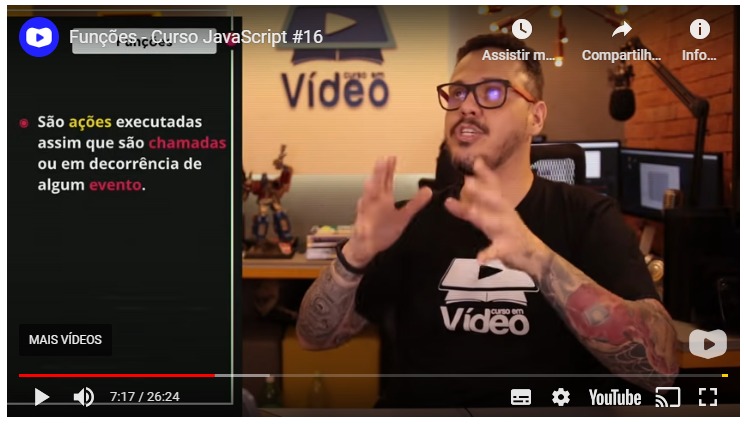 Funções - Curso JavaScript #16
Funções
Assistir m...
Compartilh...
Info...
São ações executadas
assim que são chamadas
ou em decorrência de
algum evento.
curso em
Vídeo
curso em
Vídeo
MAIS VÍDEOS
7:17 / 26:24
YouTube